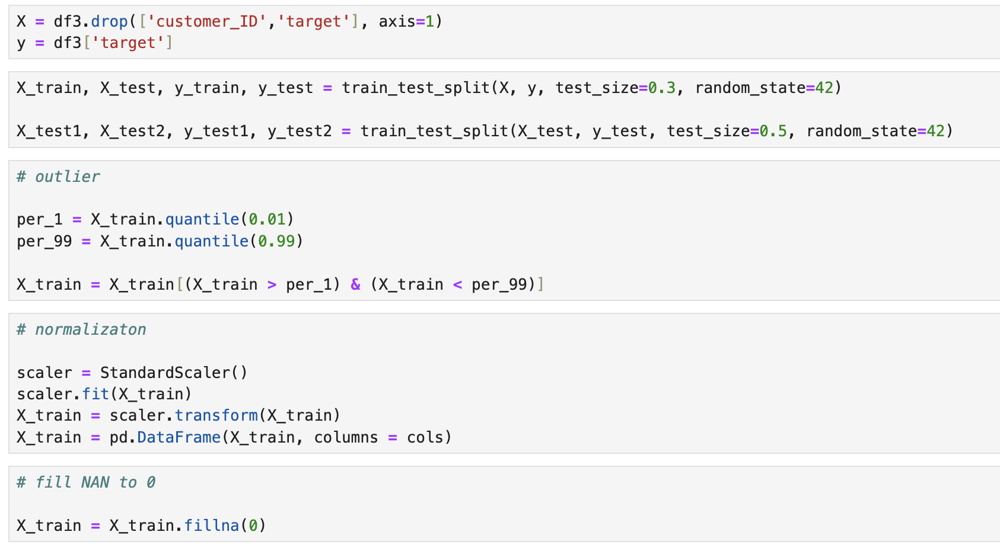 X = df3.drop(['customer_ID','target'], axis=1)
y = df3['target']
X_train, X_test, y_train, y_test = train_test_split(X, y, test_size=0.3, random_state=42)
X_test1, X_test2, y_test1, y_test2 = train_test_split(X_test, y_test, test_size=0.5, random_state=42)
# outlier
per_1 = X_train.quantile(0.01)
per_99 = X_train.quantile(0.99)
X_train = X_train[(X_train > per_1) & (X_train < per_99)]
# normalizaton
scaler = StandardScaler()
scaler.fit(X_train)
X_train = scaler.transform(X_train)
X_train = pd.DataFrame(X_train, columns = cols)
# fill NAN to 0
X_train = X_train.fillna(0)